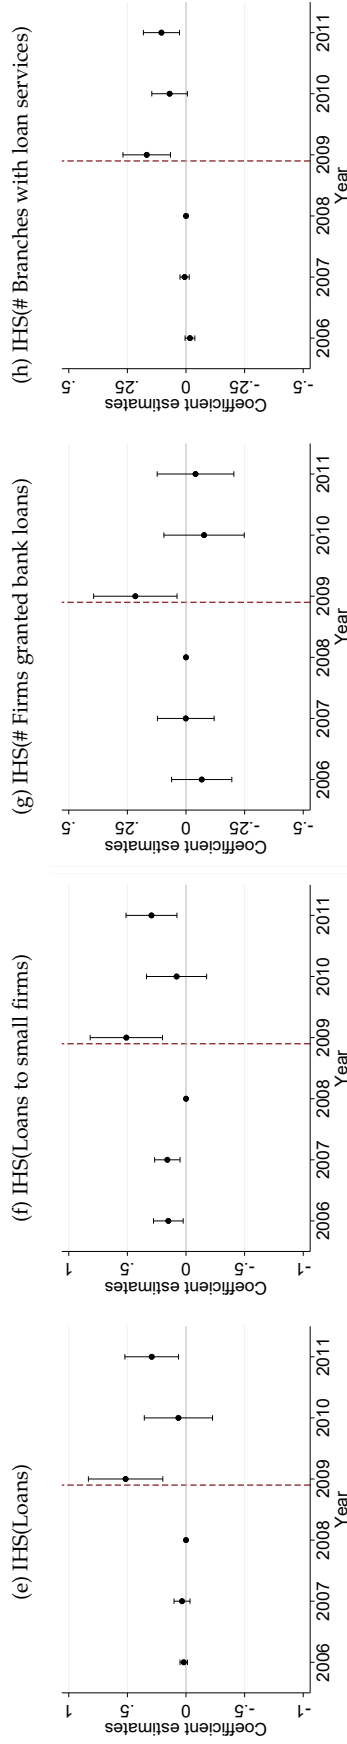 (e) IHS(Loans)
Coefficient estimates
1
.5
0
-.5
-1
2006 2007 2008 2009 2010 2011
Year
(f) IHS(Loans to small firms)
Coefficient estimates
1
.5
0
-.5
-1
2006 2007 2008 2009 2010 2011
Year
(g) IHS(# Firms granted bank loans)
Coefficient estimates
.5
.25
0
-.25
-.5
2006 2007 2008 2009 2010 2011
Year
(h) IHS(# Branches with loan services)
Coefficient estimates
.5
.25
0
-.25
-.5
2006 2007 2008 2009 2010 2011
Year